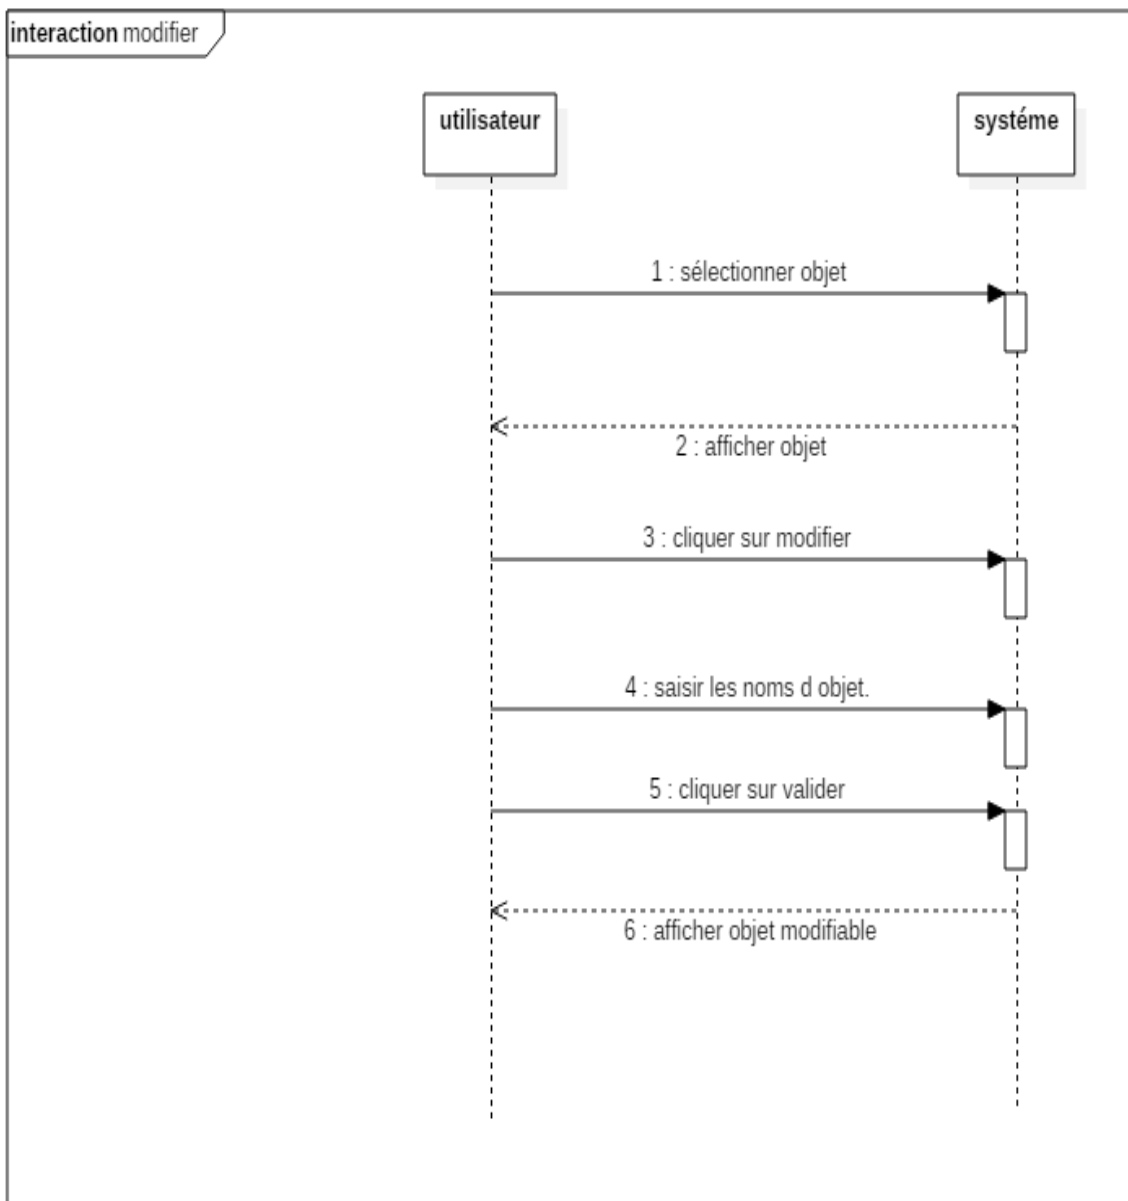 interaction modifier
utilisateur
systéme
1 : sélectionner objet
2 : afficher objet
3 : cliquer sur modifier
4 : saisir les noms d objet.
5 : cliquer sur valider
6 : afficher objet modifiable